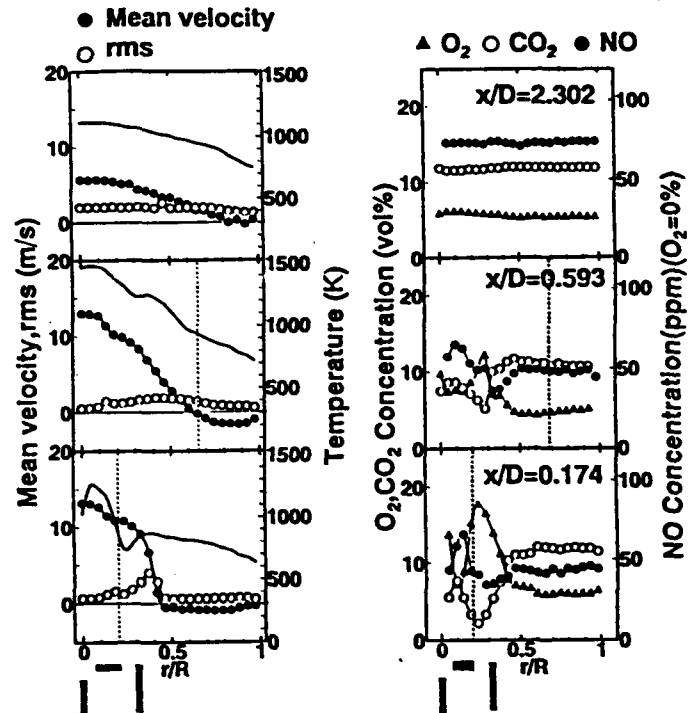 ● Mean velocity
○ rms
▲ O₂ ○ CO₂ ● NO
20
10
0
20
10
0
20
10
0
1500
1000
500
0
1500
1000
500
0
1500
1000
500
0
Mean velocity,rms (m/s)
Temperature (K)
0 0.5 1
r/R
x/D=2.302
x/D=0.593
x/D=0.174
20
10
0
20
10
0
20
10
0
100
50
0
100
50
0
100
50
0
O₂,CO₂ Concentration (vol%)
NO Concentration(ppm)(O₂=0%)
0 0.5 1
r/R